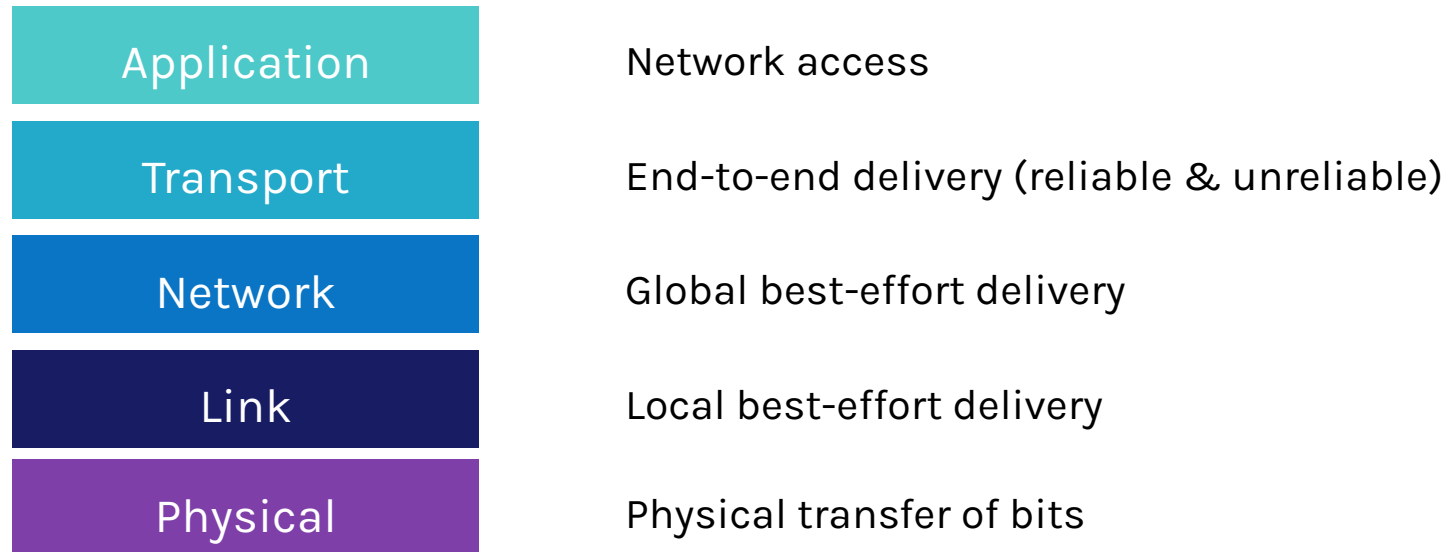 Application
Network access
Transport
End-to-end delivery (reliable & unreliable)
Network
Global best-effort delivery
Link
Local best-effort delivery
Physical
Physical transfer of bits